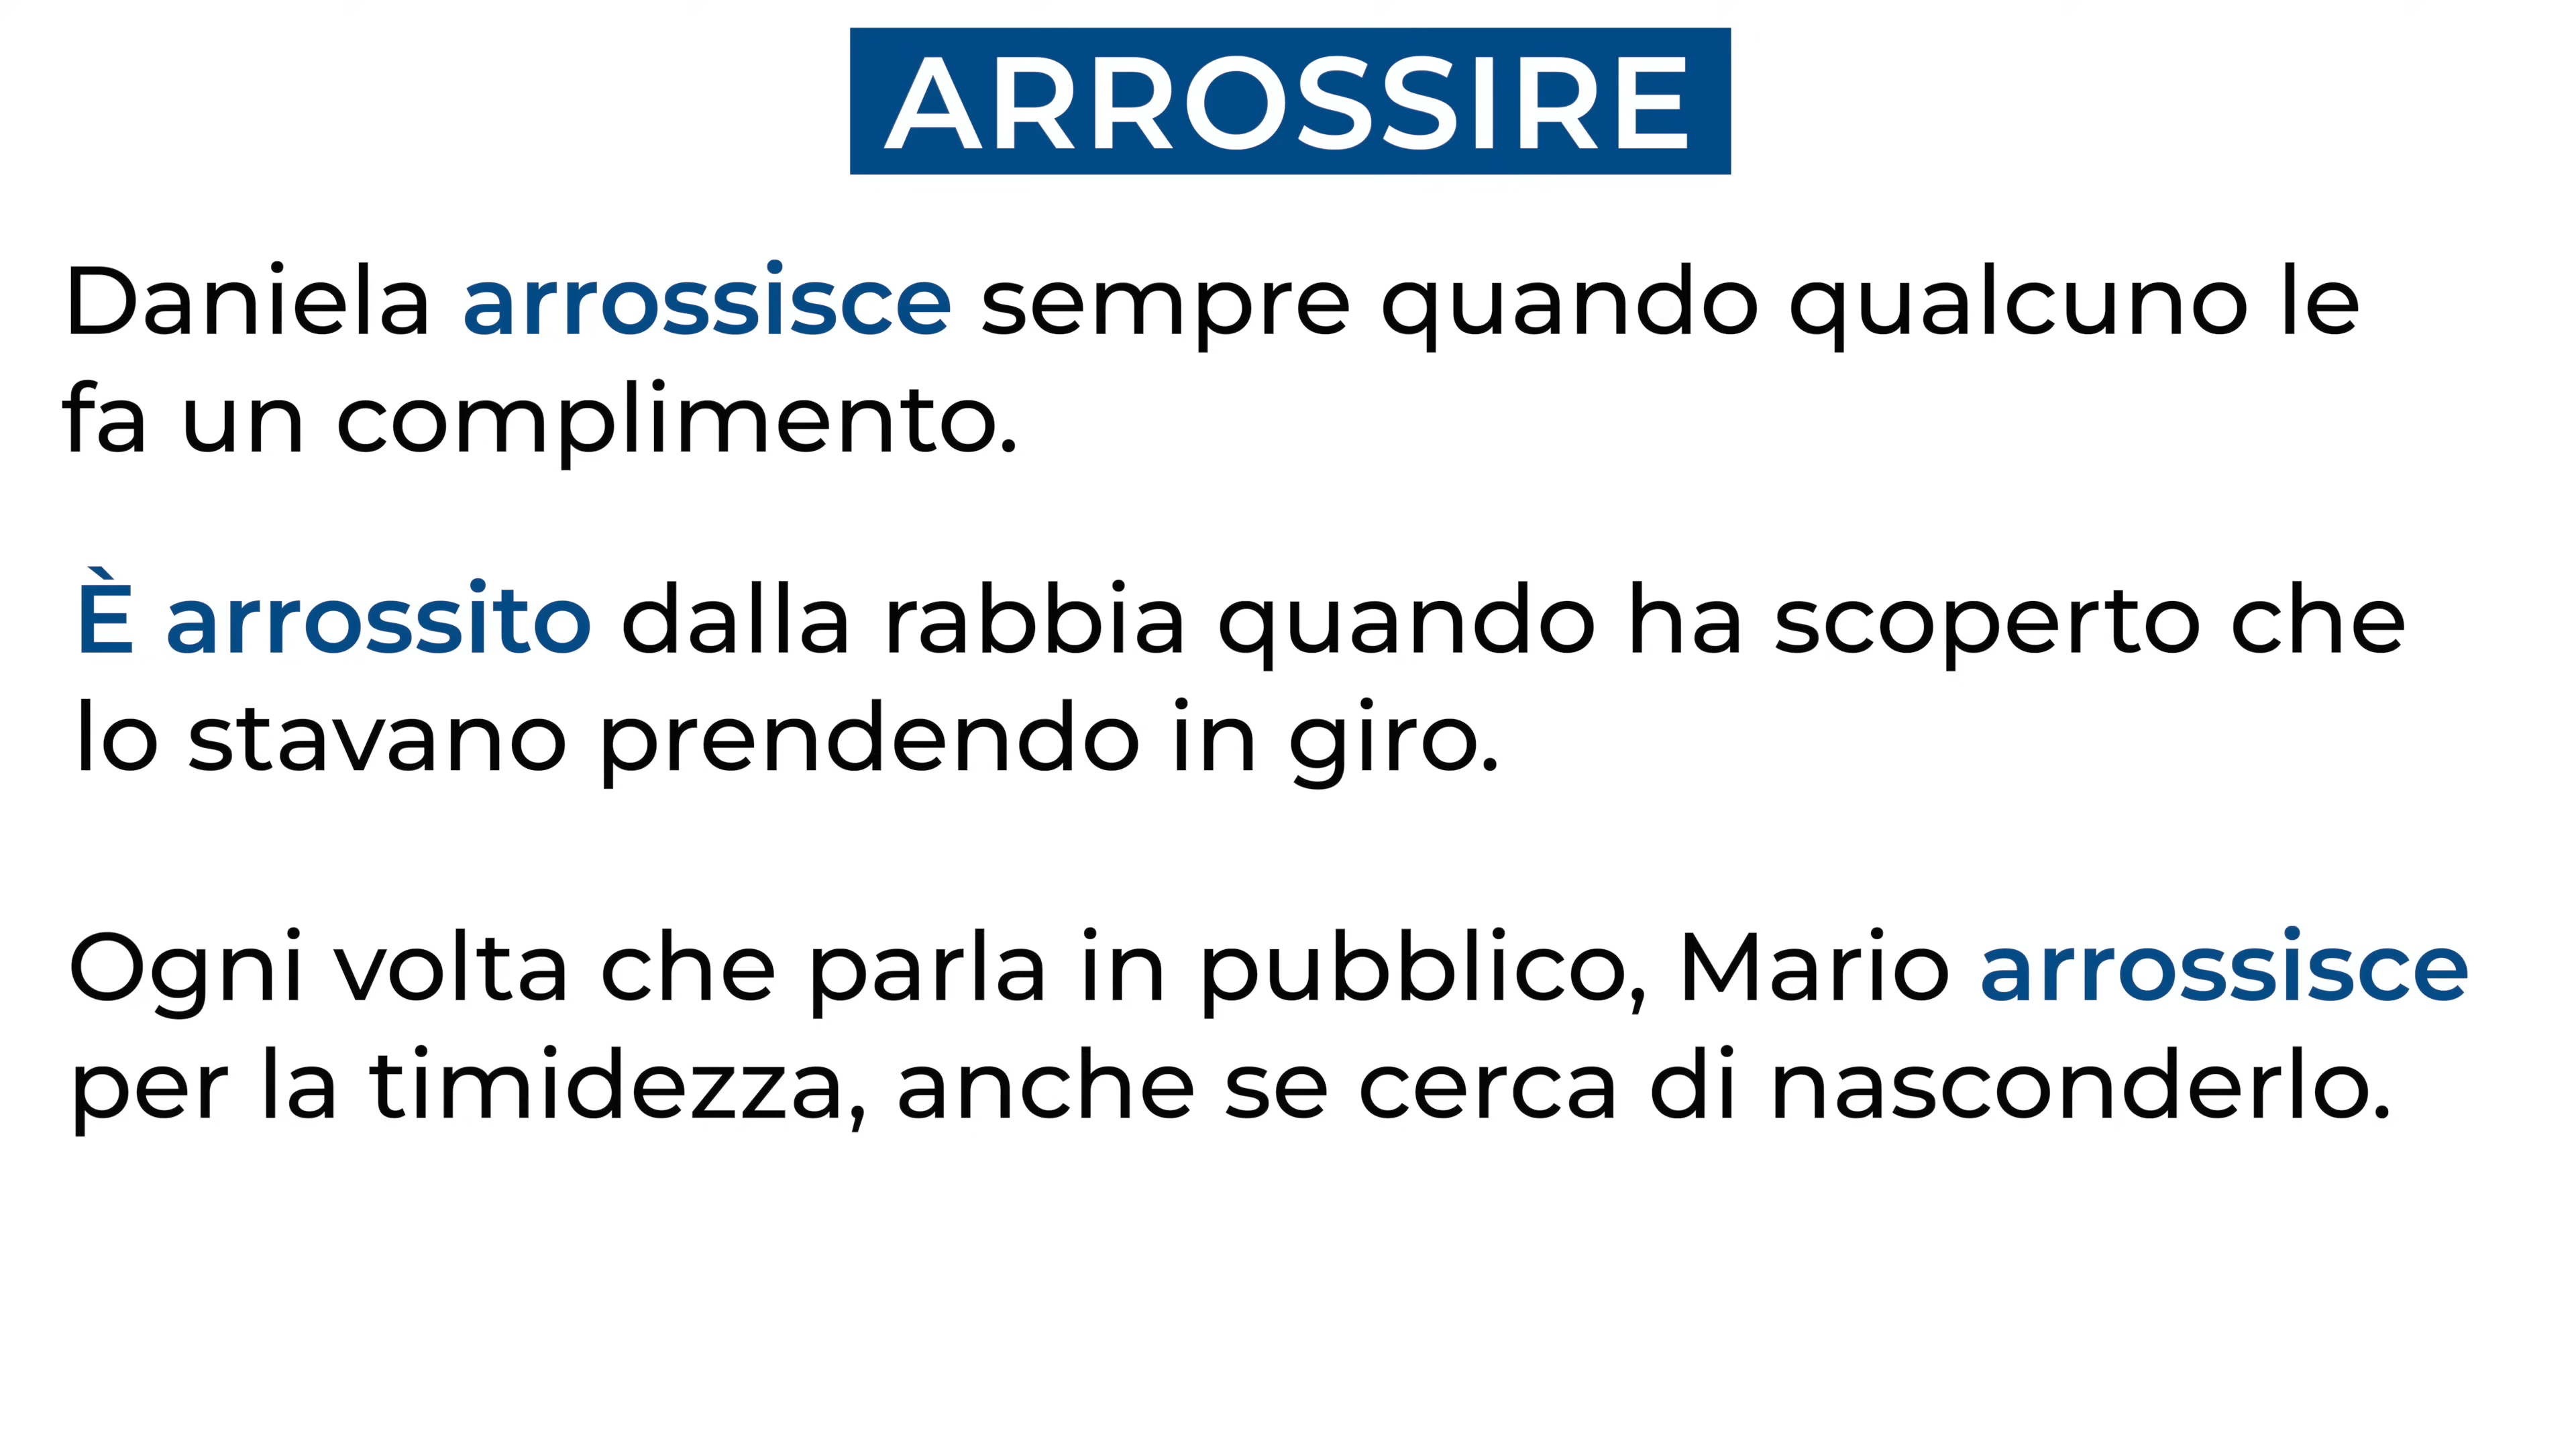 ARROSSIRE
Daniela arrossisce sempre quando qualcuno le
fa un complimento.
È arrossito dalla rabbia quando ha scoperto che
lo stavano prendendo in giro.
Ogni volta che parla in pubblico, Mario arrossisce
per la timidezza, anche se cerca di nasconderlo.